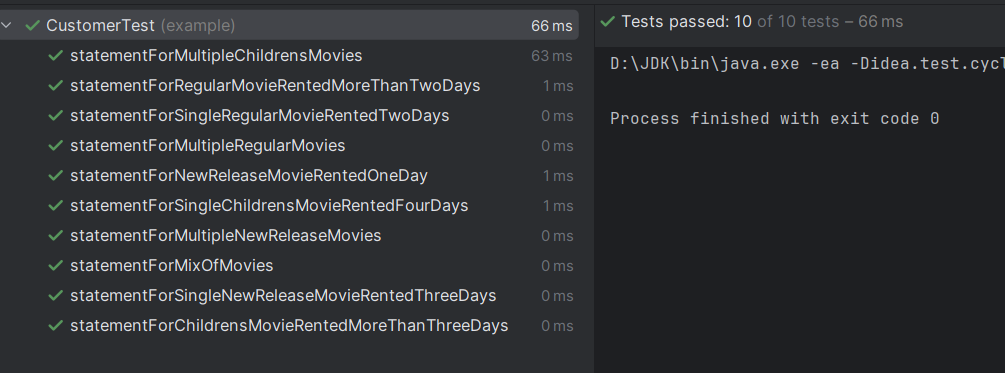 CustomerTest (example) 66 ms
statementForMultipleChildrensMovies 63 ms
statementForRegularMovieRentedMoreThanTwoDays 1 ms
statementForSingleRegularMovieRentedTwoDays 0 ms
statementForMultipleRegularMovies 0 ms
statementForNewReleaseMovieRentedOneDay 1 ms
statementForSingleChildrensMovieRentedFourDays 1 ms
statementForMultipleNewReleaseMovies 0 ms
statementForMixOfMovies 0 ms
statementForSingleNewReleaseMovieRentedThreeDays 0 ms
statementForChildrensMovieRentedMoreThanThreeDays 0 ms
Tests passed: 10 of 10 tests – 66 ms
D:\JDK\bin\java.exe -ea -Didea.test.cycl
Process finished with exit code 0